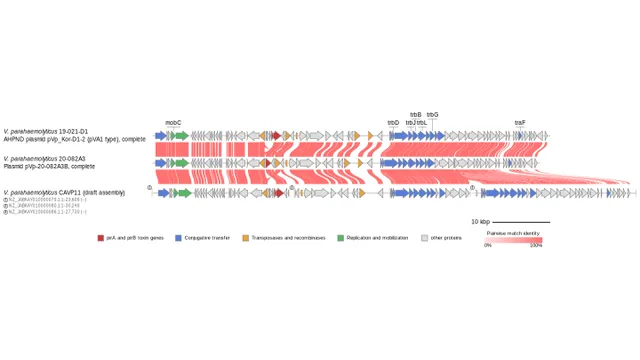 trbB trbG
mobC trbD trbJ trbL traF
V. parahaemolyticus 19-021-D1
AHPND plasmid pVp_Kor-D1-2 (pVA1 type), complete
V. parahaemolyticus 20-082A3
Plasmid pVp-20-082A3B, complete
V. parahaemolyticus CAVP11 (draft assembly)
10 kbp
pirA and pirB toxin genes
Conjugative transfer
Transposases and recombinases
Replication and mobilization
other proteins
Pairwise match identity
0% 100%